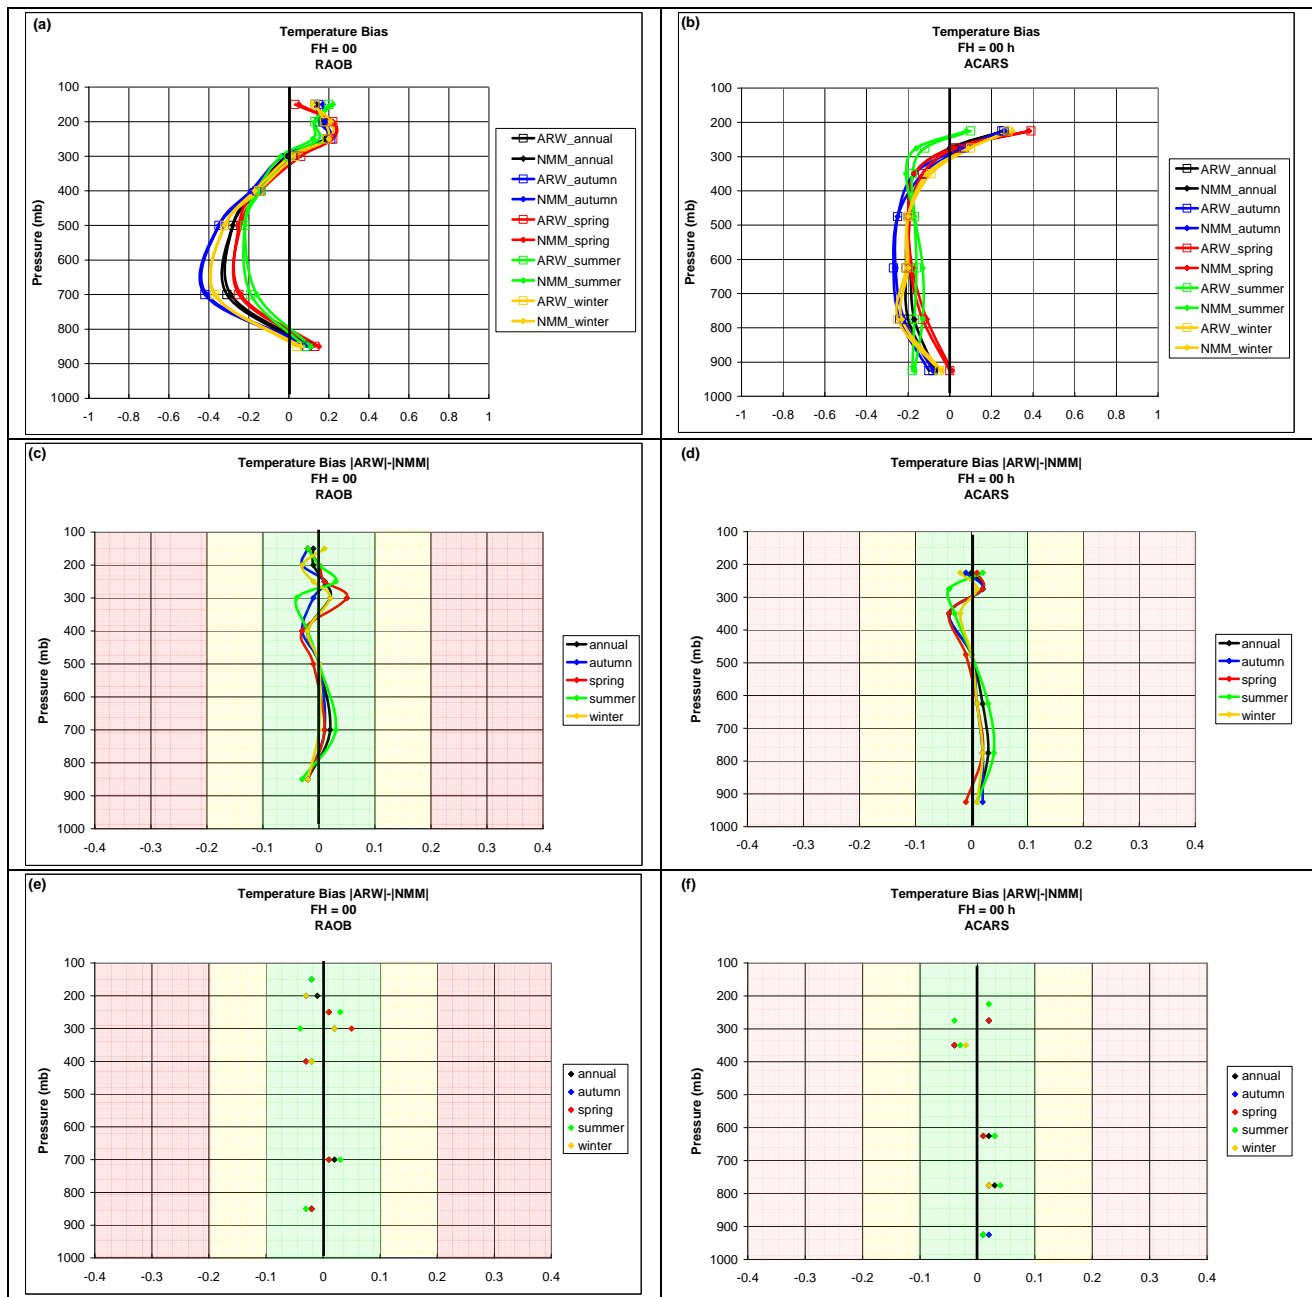 (a)
Temperature Bias
FH = 00
RAOB
100
200
300
400
500
600
700
800
900
1000
Pressure (mb)
-1 -0.8 -0.6 -0.4 -0.2 0 0.2 0.4 0.6 0.8 1
ARW_annual
NMM_annual
ARW_autumn
NMM_autumn
ARW_spring
NMM_spring
ARW_summer
NMM_summer
ARW_winter
NMM_winter
(b)
Temperature Bias
FH = 00 h
ACARS
100
200
300
400
500
600
700
800
900
1000
Pressure (mb)
-1 -0.8 -0.6 -0.4 -0.2 0 0.2 0.4 0.6 0.8 1
ARW_annual
NMM_annual
ARW_autumn
NMM_autumn
ARW_spring
NMM_spring
ARW_summer
NMM_summer
ARW_winter
NMM_winter
(c)
Temperature Bias |ARW|-|NMM|
FH = 00
RAOB
100
200
300
400
500
600
700
800
900
1000
Pressure (mb)
-0.4 -0.3 -0.2 -0.1 0 0.1 0.2 0.3 0.4
annual
autumn
spring
summer
winter
(d)
Temperature Bias |ARW|-|NMM|
FH = 00 h
ACARS
100
200
300
400
500
600
700
800
900
1000
Pressure (mb)
-0.4 -0.3 -0.2 -0.1 0 0.1 0.2 0.3 0.4
annual
autumn
spring
summer
winter
(e)
Temperature Bias |ARW|-|NMM|
FH = 00
RAOB
100
200
300
400
500
600
700
800
900
1000
Pressure (mb)
-0.4 -0.3 -0.2 -0.1 0 0.1 0.2 0.3 0.4
annual
autumn
spring
summer
winter
(f)
Temperature Bias |ARW|-|NMM|
FH = 00 h
ACARS
100
200
300
400
500
600
700
800
900
1000
Pressure (mb)
-0.4 -0.3 -0.2 -0.1 0 0.1 0.2 0.3 0.4
annual
autumn
spring
summer
winter